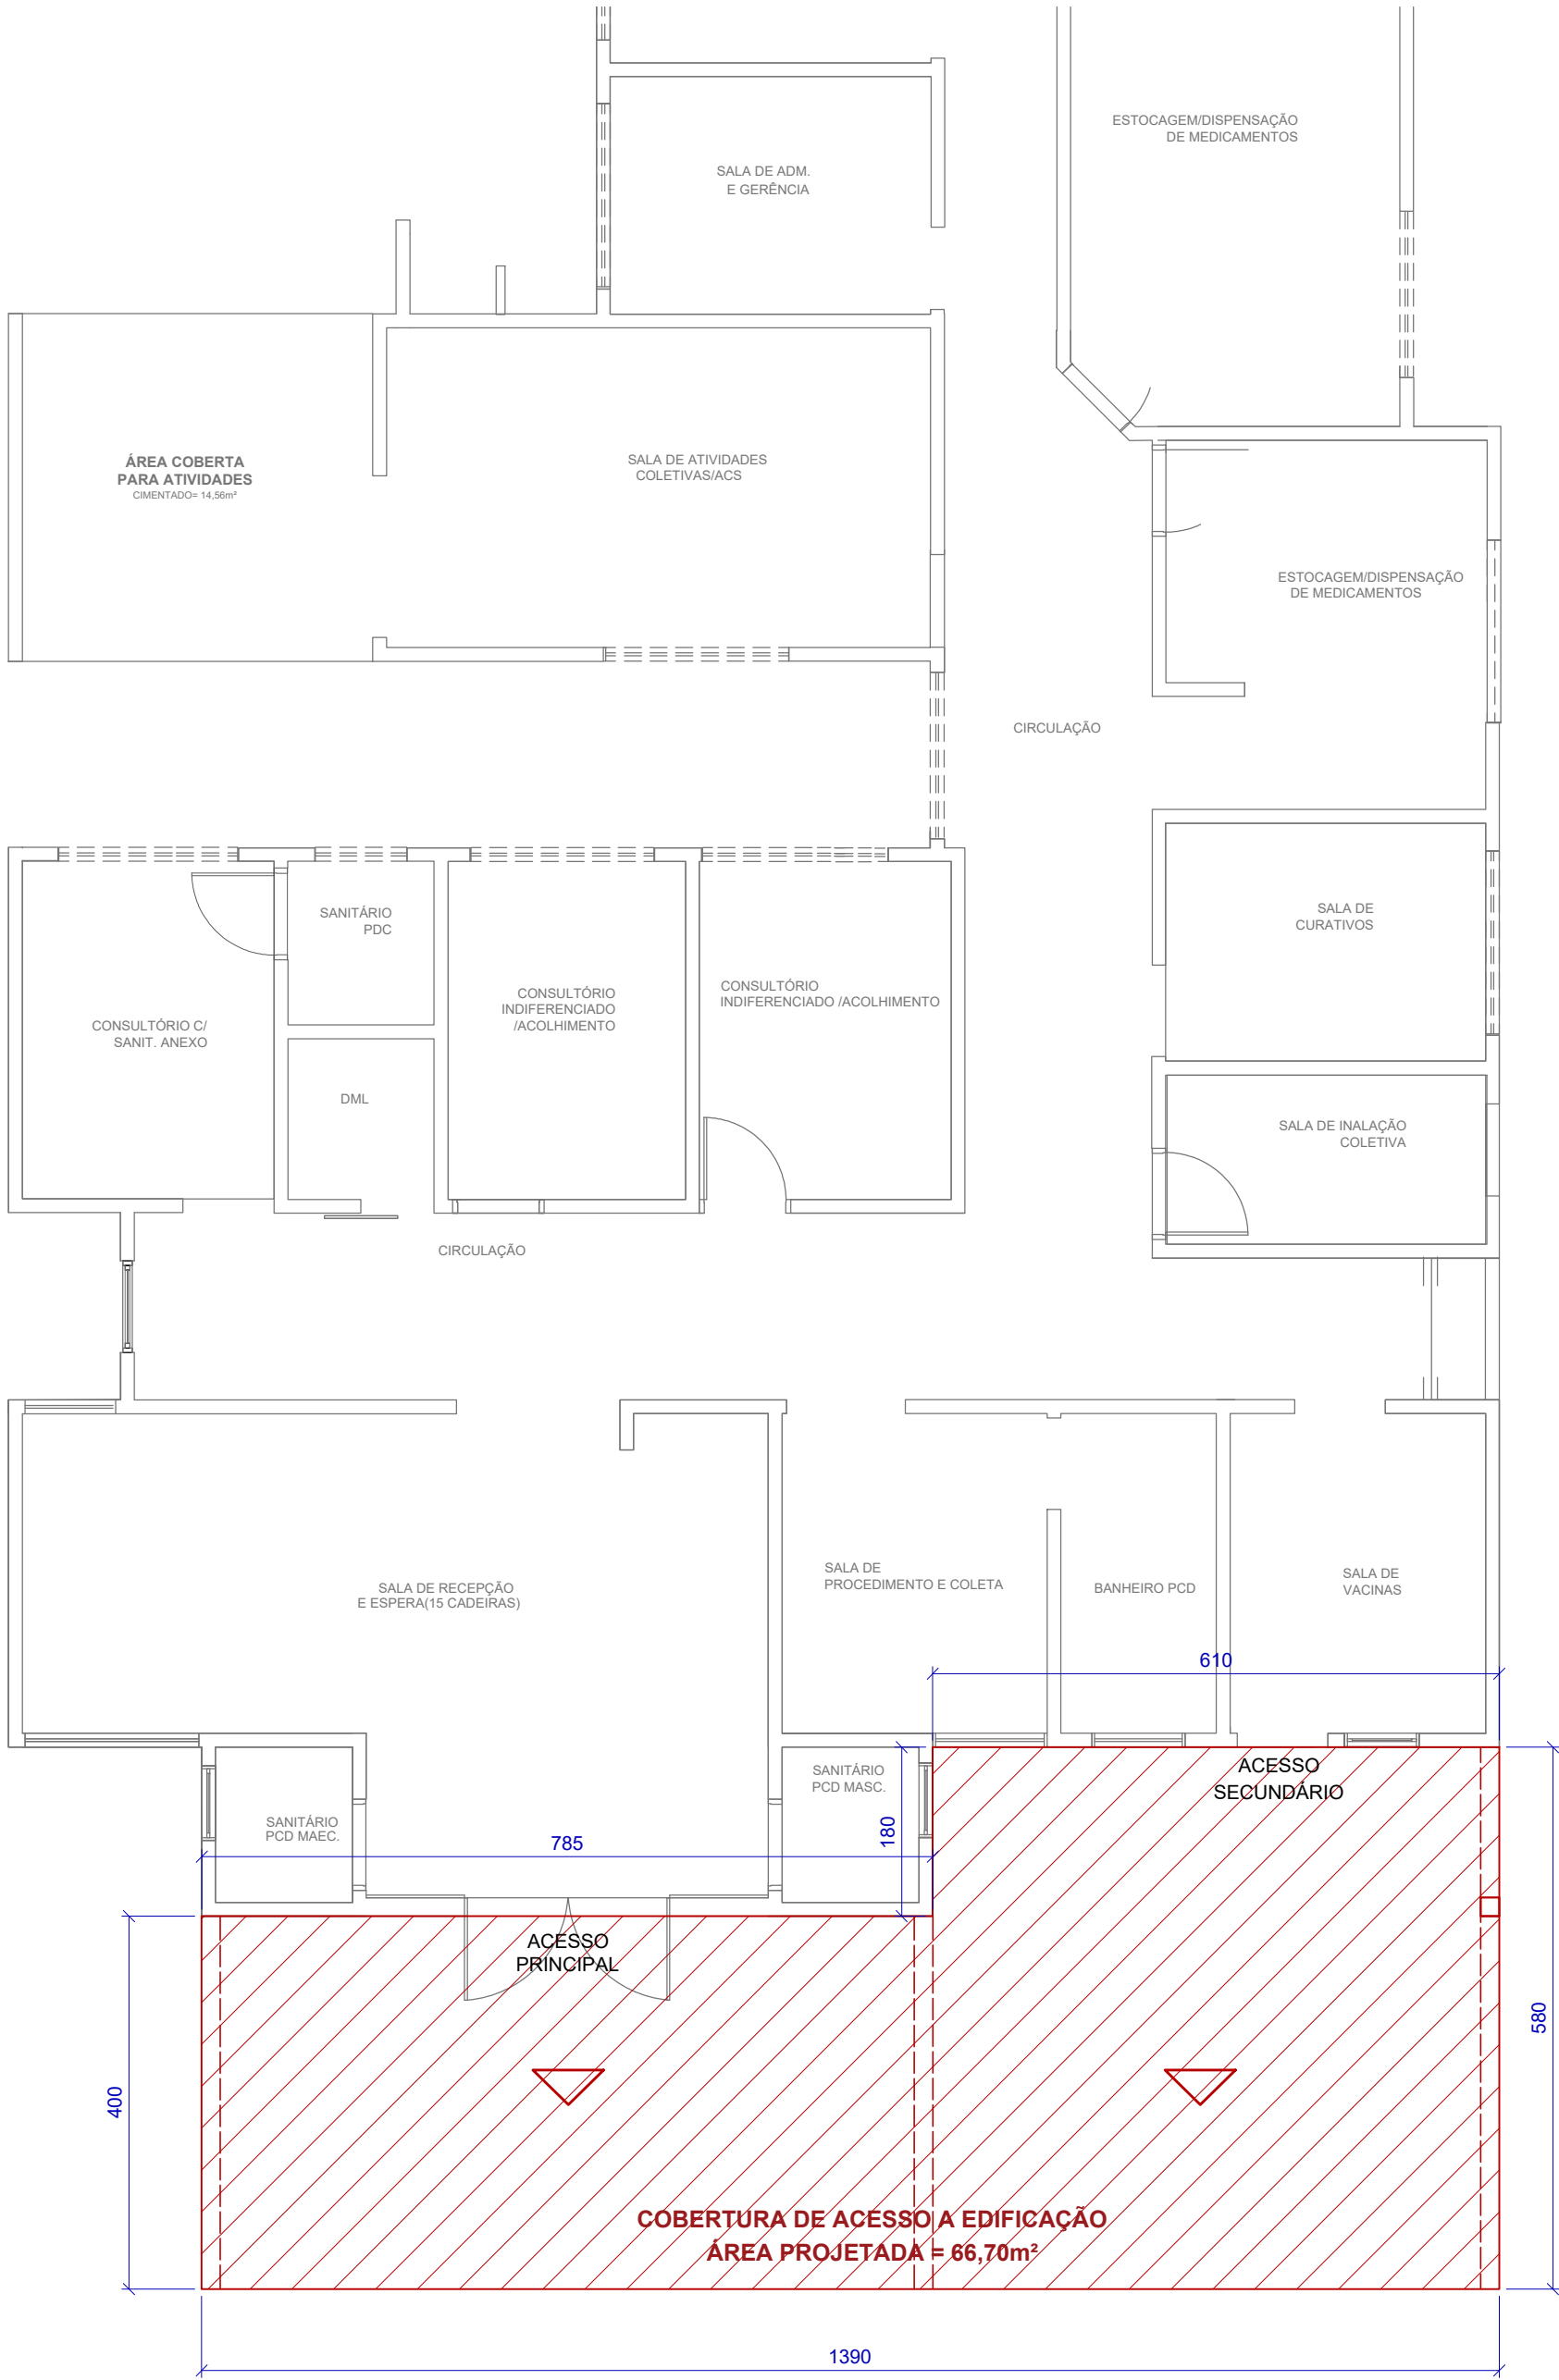 ESTOCAGEM/DISPENSAÇÃO
DE MEDICAMENTOS
SALA DE ADM.
E GERÊNCIA
ÁREA COBERTA
PARA ATIVIDADES
CIMENTADO= 14,56m²
SALA DE ATIVIDADES
COLETIVAS/ACS
ESTOCAGEM/DISPENSAÇÃO
DE MEDICAMENTOS
CIRCULAÇÃO
SANITÁRIO
PDC
SALA DE
CURATIVOS
CONSULTÓRIO C/
SANIT. ANEXO
CONSULTÓRIO
INDIFERENCIADO
/ACOLHIMENTO
CONSULTÓRIO
INDIFERENCIADO /ACOLHIMENTO
DML
SALA DE INALAÇÃO
COLETIVA
CIRCULAÇÃO
SALA DE RECEPÇÃO
E ESPERA(15 CADEIRAS)
SALA DE
PROCEDIMENTO E COLETA
BANHEIRO PCD
SALA DE
VACINAS
610
SANITÁRIO
PCD MAEC.
SANITÁRIO
PCD MASC.
ACESSO
SECUNDÁRIO
785
180
ACESSO
PRINCIPAL
400
580
COBERTURA DE ACESSO A EDIFICAÇÃO
ÁREA PROJETADA = 66,70m²
1390